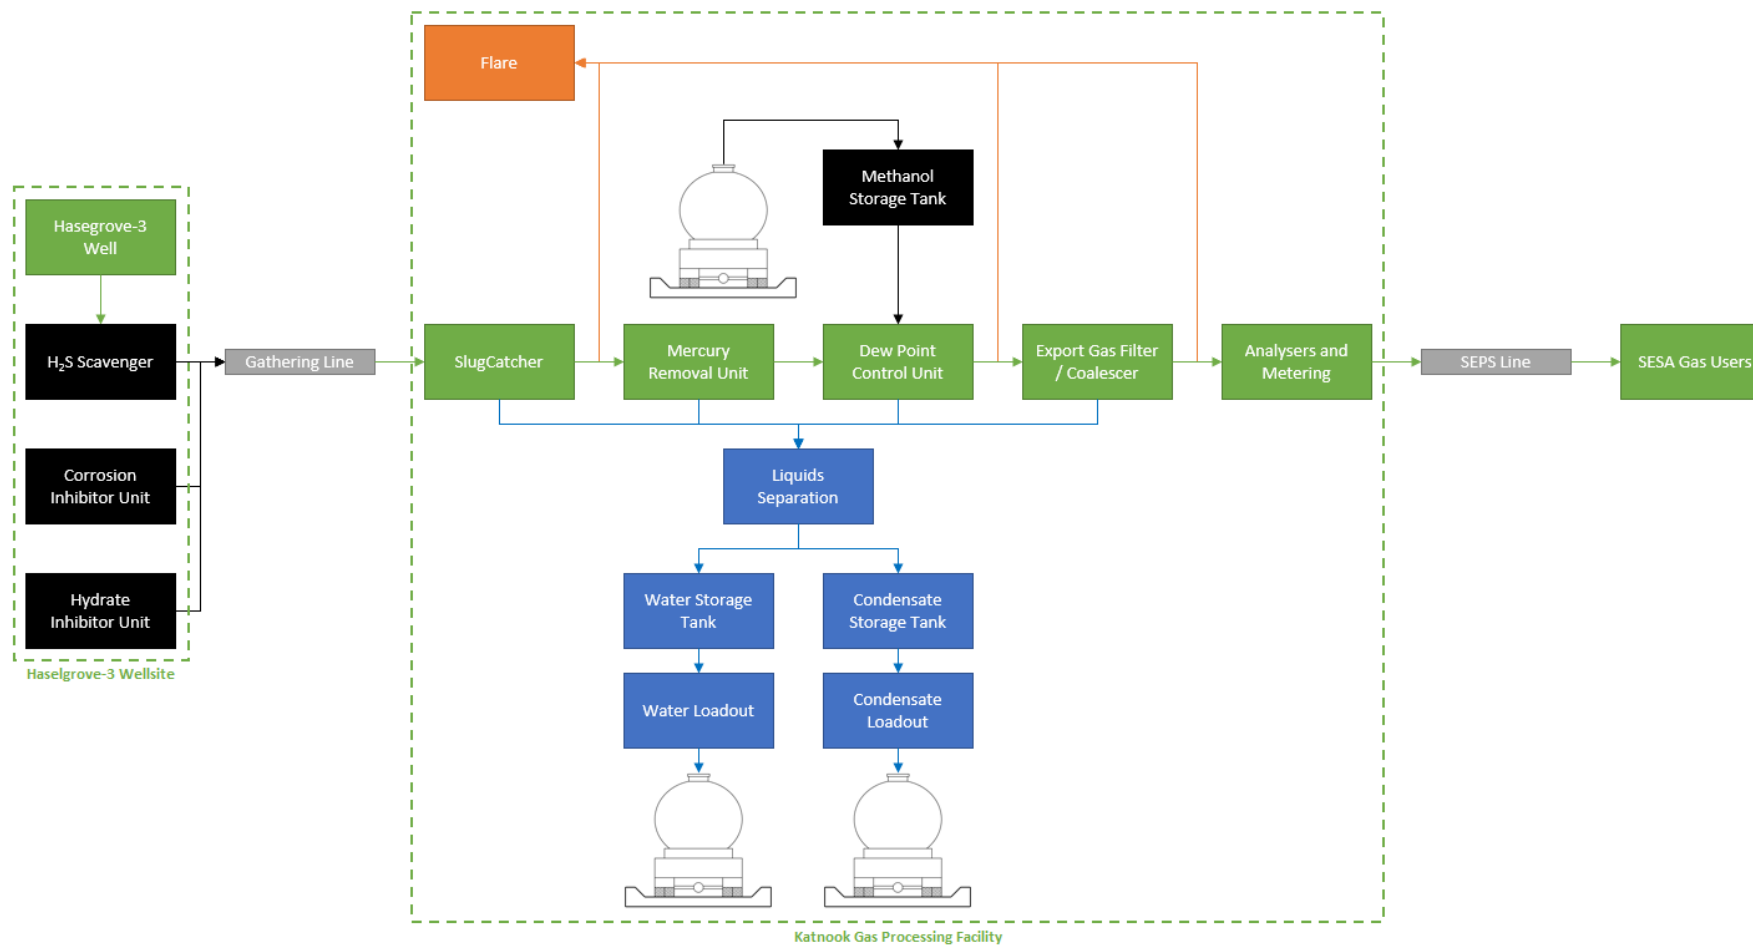 Flare
Methanol
Storage Tank
Hasegrove-3
Well
H₂S Scavenger
Gathering Line
SlugCatcher
Mercury
Removal Unit
Dew Point
Control Unit
Export Gas Filter
/ Coalescer
Analysers and
Metering
SEPS Line
SESA Gas Users
Corrosion
Inhibitor Unit
Liquids
Separation
Hydrate
Inhibitor Unit
Water Storage
Tank
Condensate
Storage Tank
Haselgrove-3 Wellsite
Water Loadout
Condensate
Loadout
Katnook Gas Processing Facility